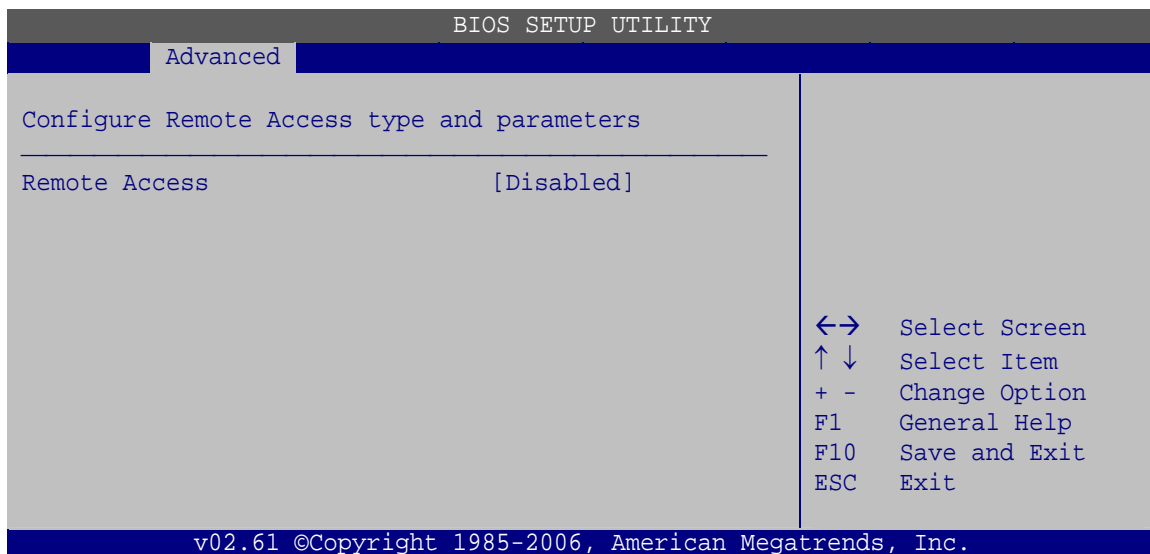 BIOS SETUP UTILITY
Advanced
Configure Remote Access type and parameters
Remote Access [Disabled]
←→ Select Screen
↑ ↓ Select Item
+ - Change Option
F1 General Help
F10 Save and Exit
ESC Exit
v02.61 ©Copyright 1985-2006, American Megatrends, Inc.